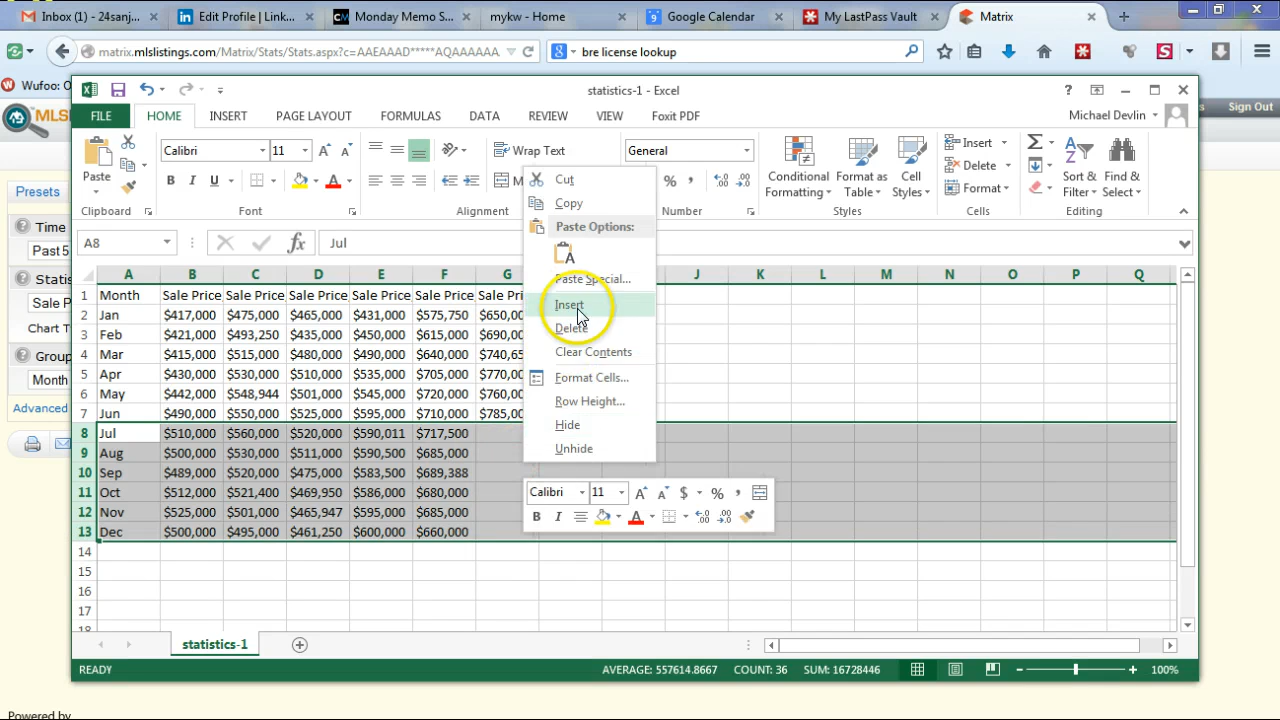 Inbox (1) - 24sanj... Edit Profile | Link... Monday Memo S... mykw - Home Google Calendar My LastPass Vault Matrix
matrix.mlslistings.com/Matrix/Stats/Stats.aspx?c=AAEAAAD*****AQAAAAA... bre license lookup
Wufoo: O
statistics-1 - Excel
MLS Sign Out
FILE HOME INSERT PAGE LAYOUT FORMULAS DATA REVIEW VIEW Foxit PDF Michael Devlin
Paste Calibri 11 Wrap Text General
Conditional Formatting Format as Table Cell Styles Insert Delete Format Sort & Filter Find & Select
Clipboard Font Alignment Number Styles Cells Editing
A8 Jul
A B C D E F G J K L M N O P Q
1 Month Sale Price Sale Price Sale Price Sale Price Sale Price Sale Pr
2 Jan $417,000 $475,000 $465,000 $431,000 $575,750 $650,00
3 Feb $421,000 $493,250 $435,000 $450,000 $615,000 $690,00
4 Mar $415,000 $515,000 $480,000 $490,000 $640,000 $740,65
5 Apr $430,000 $530,000 $510,000 $535,000 $705,000 $770,00
6 May $442,000 $548,944 $501,000 $545,000 $720,000 $760,00
7 Jun $490,000 $550,000 $525,000 $595,000 $710,000 $785,00
8 Jul $510,000 $560,000 $520,000 $590,011 $717,500
9 Aug $500,000 $530,000 $511,000 $590,500 $685,000
10 Sep $489,000 $520,000 $475,000 $583,500 $689,388
11 Oct $512,000 $521,400 $469,950 $586,000 $680,000
12 Nov $525,000 $501,000 $465,947 $595,000 $685,000
13 Dec $500,000 $495,000 $461,250 $600,000 $660,000
14
15
16
17
18
Cut
Copy
Paste Options:
Paste Special...
Insert
Delete
Clear Contents
Format Cells...
Row Height...
Hide
Unhide
Calibri 11 $ % ,
B I A
Presets
Time
Past 5
Statis
Sale P
Chart T
Group
Month
Advanced
statistics-1
READY AVERAGE: 557614.8667 COUNT: 36 SUM: 16728446 100%
Powered by